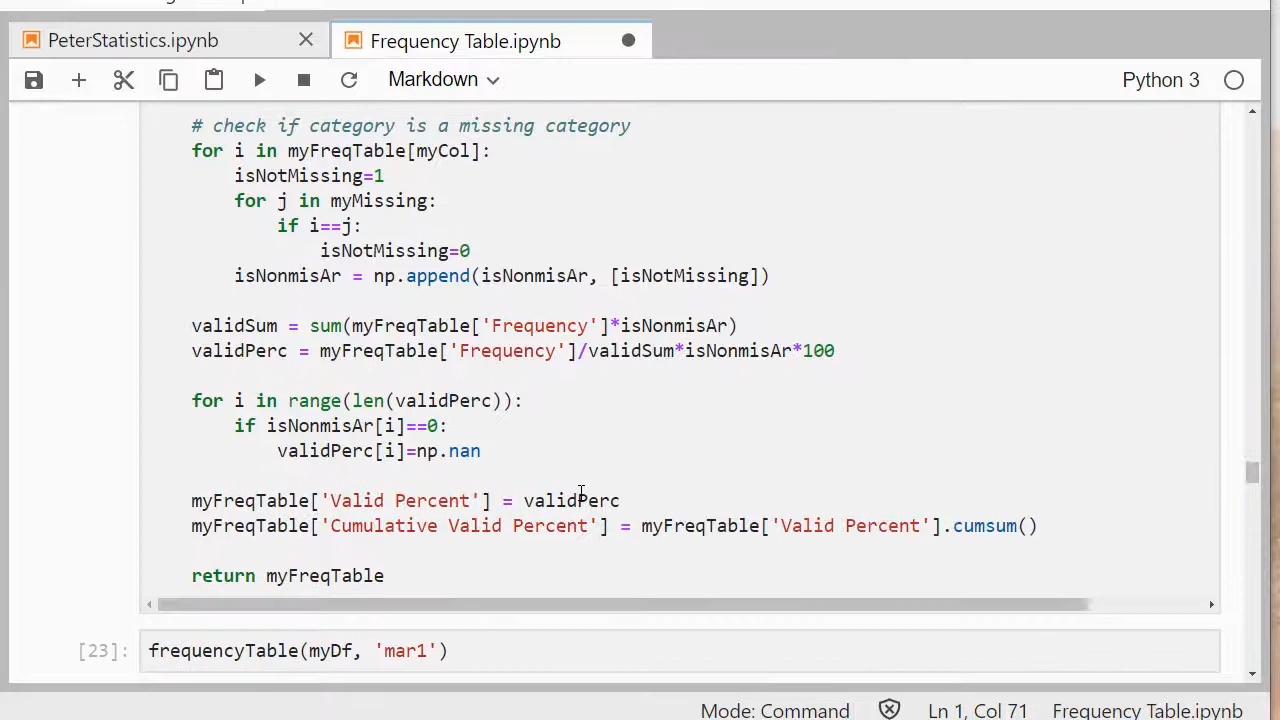 PeterStatistics.ipynb
Frequency Table.ipynb
Markdown
Python 3
# check if category is a missing category
for i in myFreqTable[myCol]:
isNotMissing=1
for j in myMissing:
if i==j:
isNotMissing=0
isNonmisAr = np.append(isNonmisAr, [isNotMissing])
validSum = sum(myFreqTable['Frequency']*isNonmisAr)
validPerc = myFreqTable['Frequency']/validSum*isNonmisAr*100
for i in range(len(validPerc)):
if isNonmisAr[i]==0:
validPerc[i]=np.nan
myFreqTable['Valid Percent'] = validPerc
myFreqTable['Cumulative Valid Percent'] = myFreqTable['Valid Percent'].cumsum()
return myFreqTable
[23]: frequencyTable(myDf, 'mar1')
Mode: Command Ln 1, Col 71 Frequency Table.ipynb